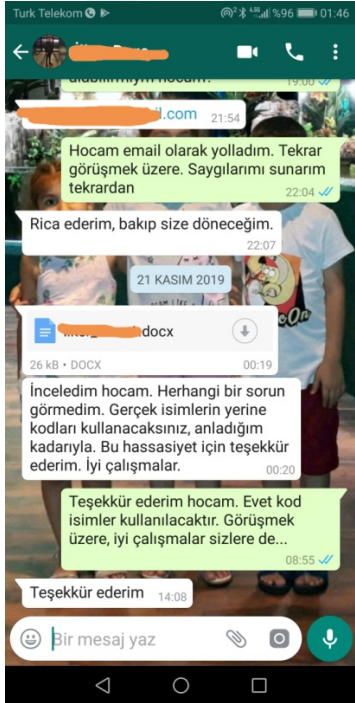 Turk Telekom %96 01:46
alabilirmiyim hocam? 19:00
l.com 21:54
Hocam email olarak yolladım. Tekrar
görüşmek üzere. Saygılarımı sunarım
tekrardan
22:04
Rica ederim, bakıp size döneceğim.
22:07
21 KASIM 2019
.docx
26 kB • DOCX 00:19
İnceledim hocam. Herhangi bir sorun
görmedim. Gerçek isimlerin yerine
kodları kullanacaksınız, anladığım
kadarıyla. Bu hassasiyet için teşekkür
ederim. İyi çalışmalar.
00:20
Teşekkür ederim hocam. Evet kod
isimler kullanılacaktır. Görüşmek
üzere, iyi çalışmalar sizlere de...
08:55
Teşekkür ederim 14:08
Bir mesaj yaz